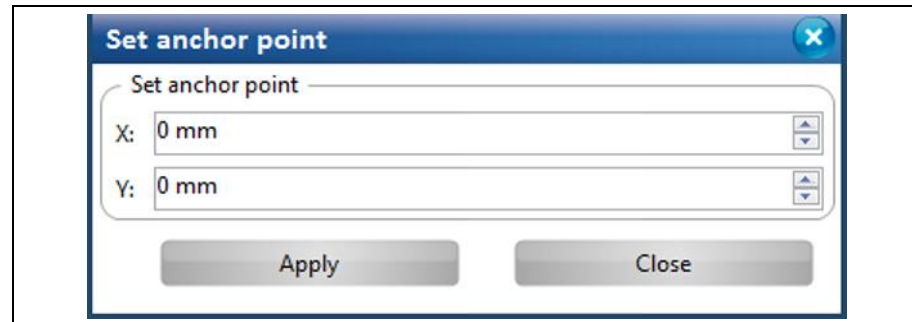 Set anchor point
Set anchor point
X: 0 mm
Y: 0 mm
Apply Close